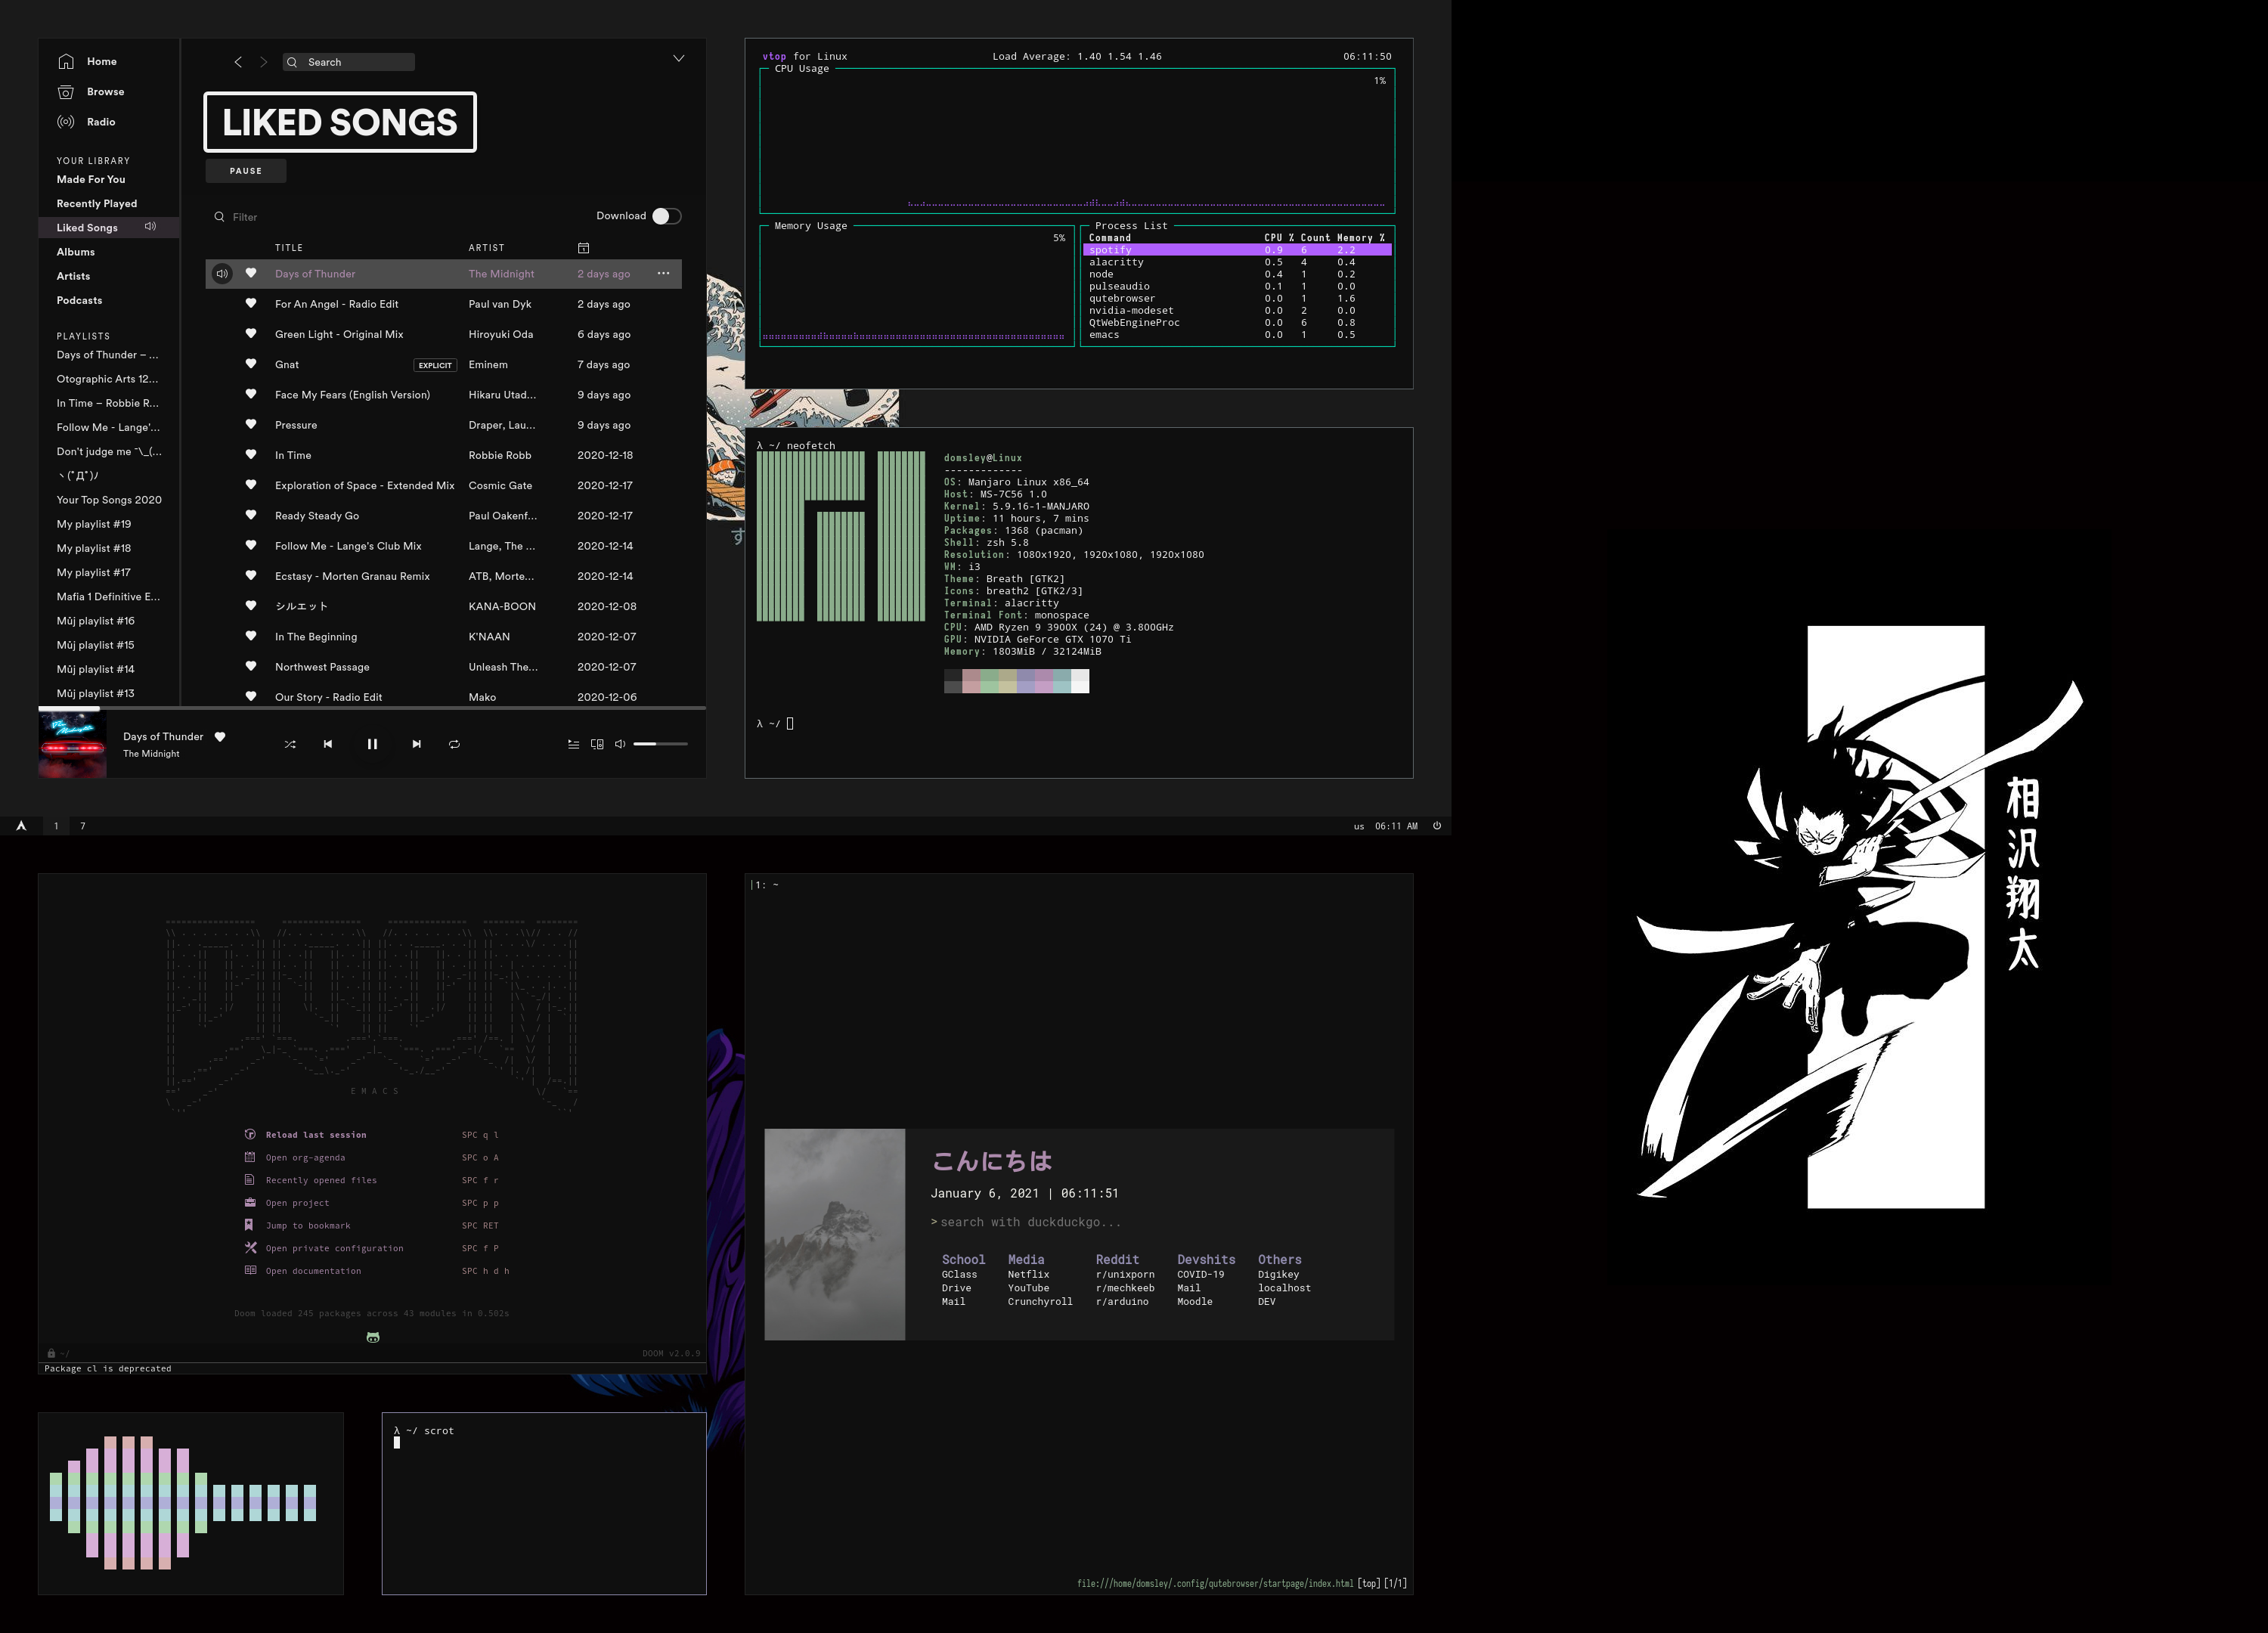 Home
Browse
Radio
YOUR LIBRARY
Made For You
Recently Played
Liked Songs
Albums
Artists
Podcasts
PLAYLISTS
Days of Thunder – ...
Otographic Arts 12...
In Time – Robbie R...
Follow Me - Lange'...
Don't judge me ¯\_(...
ヽ(ﾟДﾟ)ﾉ
Your Top Songs 2020
My playlist #19
My playlist #18
My playlist #17
Mafia 1 Definitive E...
Můj playlist #16
Můj playlist #15
Můj playlist #14
Můj playlist #13
Search
LIKED SONGS
PAUSE
Filter
Download
TITLE ARTIST
Days of Thunder The Midnight 2 days ago
For An Angel - Radio Edit Paul van Dyk 2 days ago
Green Light - Original Mix Hiroyuki Oda 6 days ago
Gnat EXPLICIT Eminem 7 days ago
Face My Fears (English Version) Hikaru Utad... 9 days ago
Pressure Draper, Lau... 9 days ago
In Time Robbie Robb 2020-12-18
Exploration of Space - Extended Mix Cosmic Gate 2020-12-17
Ready Steady Go Paul Oakenf... 2020-12-17
Follow Me - Lange's Club Mix Lange, The ... 2020-12-14
Ecstasy - Morten Granau Remix ATB, Morte... 2020-12-14
シルエット KANA-BOON 2020-12-08
In The Beginning K'NAAN 2020-12-07
Northwest Passage Unleash The... 2020-12-07
Our Story - Radio Edit Mako 2020-12-06
Days of Thunder
The Midnight
す
vtop for Linux Load Average: 1.40 1.54 1.46 06:11:50
CPU Usage
1%
Memory Usage
5%
Process List
Command CPU % Count Memory %
spotify 0.9 6 2.2
alacritty 0.5 4 0.4
node 0.4 1 0.2
pulseaudio 0.1 1 0.0
qutebrowser 0.0 1 1.6
nvidia-modeset 0.0 2 0.0
QtWebEngineProc 0.0 6 0.8
emacs 0.0 1 0.5
λ ~/ neofetch
domsley@Linux
-------------
OS: Manjaro Linux x86_64
Host: MS-7C56 1.0
Kernel: 5.9.16-1-MANJARO
Uptime: 11 hours, 7 mins
Packages: 1368 (pacman)
Shell: zsh 5.8
Resolution: 1080x1920, 1920x1080, 1920x1080
WM: i3
Theme: Breath [GTK2]
Icons: breath2 [GTK2/3]
Terminal: alacritty
Terminal Font: monospace
CPU: AMD Ryzen 9 3900X (24) @ 3.800GHz
GPU: NVIDIA GeForce GTX 1070 Ti
Memory: 1803MiB / 32124MiB
λ ~/
1 7
us 06:11 AM
相沢翔太
EMACS
Reload last session SPC q l
Open org-agenda SPC o A
Recently opened files SPC f r
Open project SPC p p
Jump to bookmark SPC RET
Open private configuration SPC f P
Open documentation SPC h d h
Doom loaded 245 packages across 43 modules in 0.502s
~/ DOOM v2.0.9
Package cl is deprecated
λ ~/ scrot
1: ~
こんにちは
January 6, 2021 | 06:11:51
> search with duckduckgo...
School Media Reddit Devshits Others
GClass Netflix r/unixporn COVID-19 Digikey
Drive YouTube r/mechkeeb Mail localhost
Mail Crunchyroll r/arduino Moodle DEV
file:///home/domsley/.config/qutebrowser/startpage/index.html [top] [1/1]